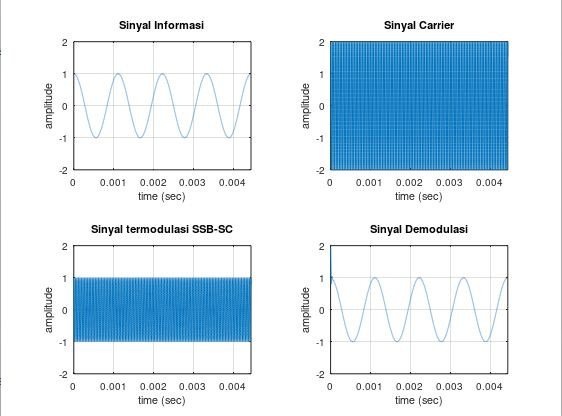 Sinyal Informasi
2
1
0
-1
-2
amplitude
0 0.001 0.002 0.003 0.004
time (sec)
Sinyal Carrier
2
1
0
-1
-2
amplitude
0 0.001 0.002 0.003 0.004
time (sec)
Sinyal termodulasi SSB-SC
2
1
0
-1
-2
amplitude
0 0.001 0.002 0.003 0.004
time (sec)
Sinyal Demodulasi
2
1
0
-1
-2
amplitude
0 0.001 0.002 0.003 0.004
time (sec)